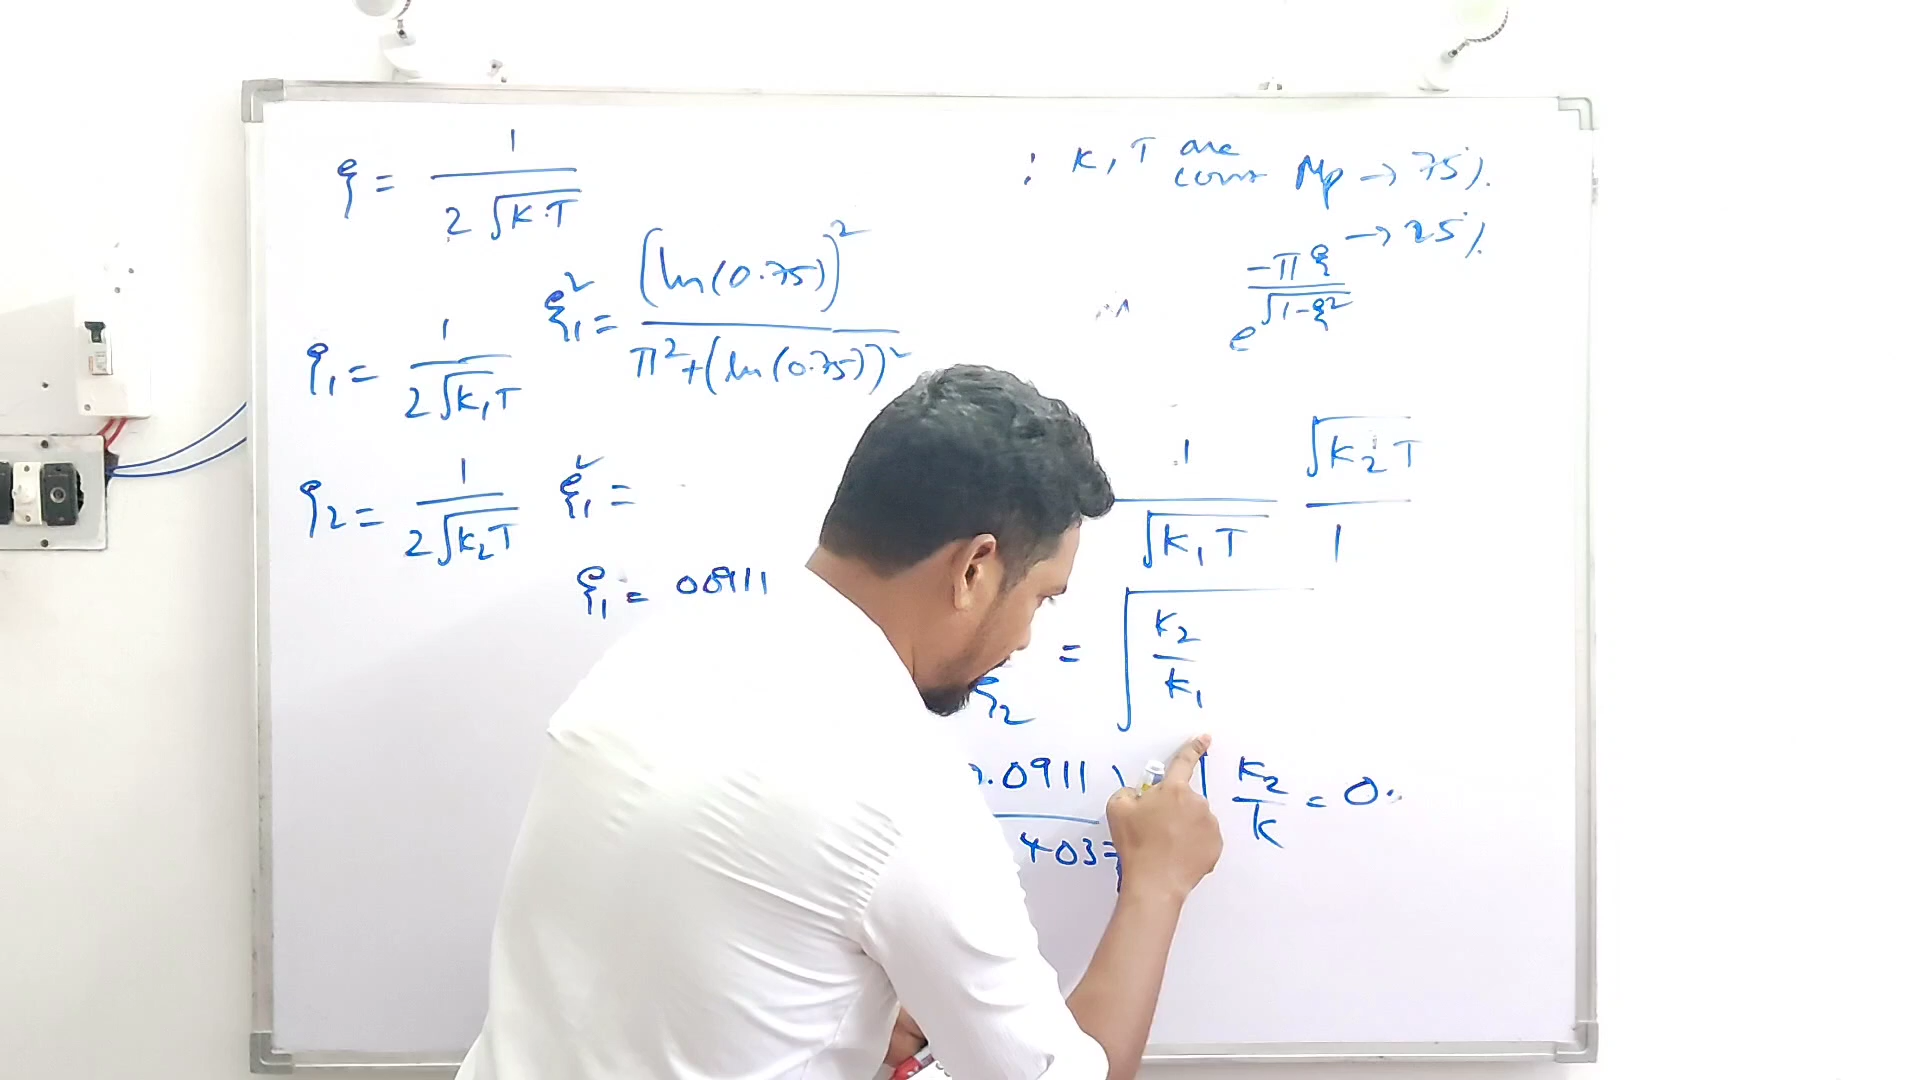 ξ = 1 / 2√K.T
: K, T are const Mp → 75%.
→ 25%.
e^(-πξ / √1-ξ²)
ξ₁² = (ln(0.75))² / π²+(ln(0.75))²
ξ₁ = 1 / 2√K₁T
ξ₂ = 1 / 2√K₂T
ξ₁² =
ξ₁ = 0.0911
1 / √K₁T √K₂T / 1
ξ₂ = √K₂/K₁
.0911 / 403
K₂/K = 0.